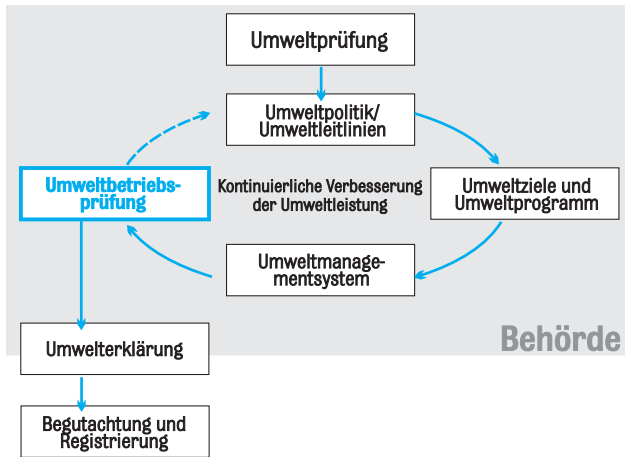 Umweltprüfung
Umweltpolitik/
Umweltleitlinien
Umweltbetriebs-
prüfung
Kontinuierliche Verbesserung
der Umweltleistung
Umweltziele und
Umweltprogramm
Umweltmanage-
mentsystem
Behörde
Umwelterklärung
Begutachtung und
Registrierung